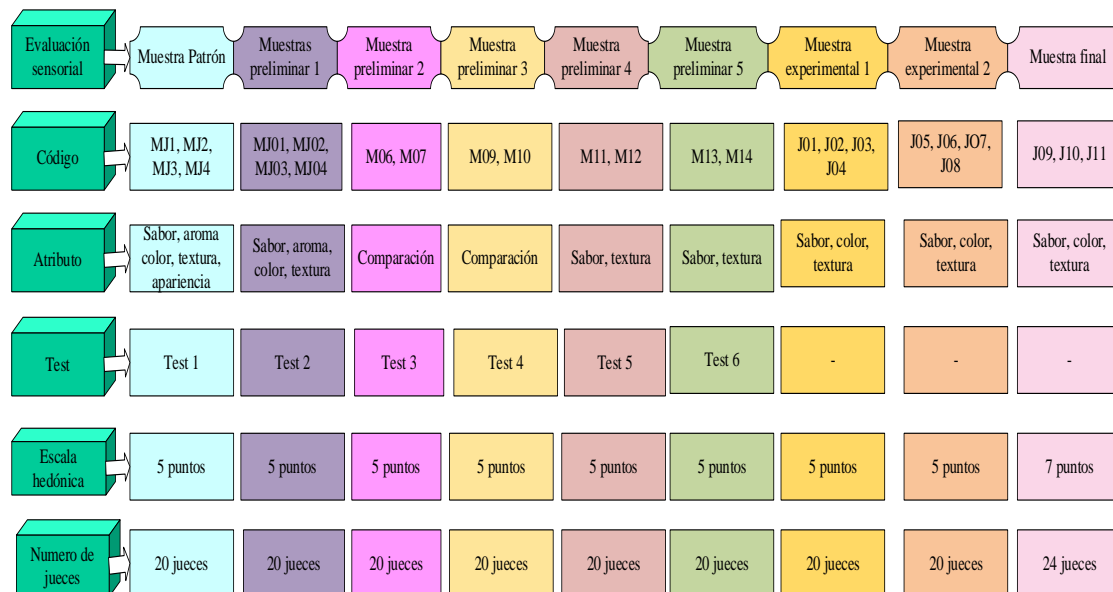 Evaluación
sensorial
Muestra Patrón
Muestras
preliminar 1
Muestra
preliminar 2
Muestra
preliminar 3
Muestra
preliminar 4
Muestra
preliminar 5
Muestra
experimental 1
Muestra
experimental 2
Muestra final
Código
MJ1, MJ2,
MJ3, MJ4
MJ01, MJ02,
MJ03, MJ04
M06, M07
M09, M10
M11, M12
M13, M14
J01, J02, J03,
J04
J05, J06, JO7,
J08
J09, J10, J11
Atributo
Sabor, aroma
color, textura,
apariencia
Sabor, aroma,
color, textura
Comparación
Comparación
Sabor, textura
Sabor, textura
Sabor, color,
textura
Sabor, color,
textura
Sabor, color,
textura
Test
Test 1
Test 2
Test 3
Test 4
Test 5
Test 6
-
-
-
Escala
hedónica
5 puntos
5 puntos
5 puntos
5 puntos
5 puntos
5 puntos
5 puntos
5 puntos
7 puntos
Numero de
jueces
20 jueces
20 jueces
20 jueces
20 jueces
20 jueces
20 jueces
20 jueces
20 jueces
24 jueces